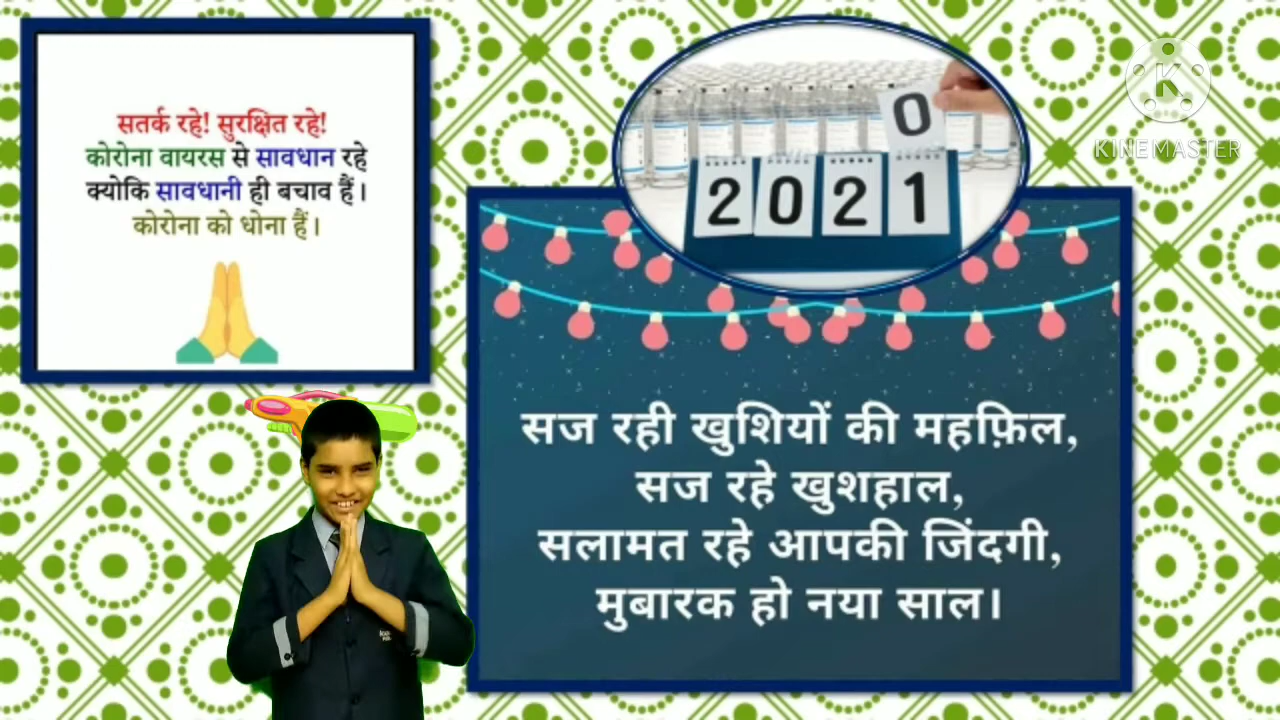 सतर्क रहे! सुरक्षित रहे!
कोरोना वायरस से सावधान रहे
क्योकि सावधानी ही बचाव हैं।
कोरोना को धोना हैं।
0
2021
K
KINEMASTER
सज रही खुशियों की महफ़िल,
सज रहे खुशहाल,
सलामत रहे आपकी जिंदगी,
मुबारक हो नया साल।